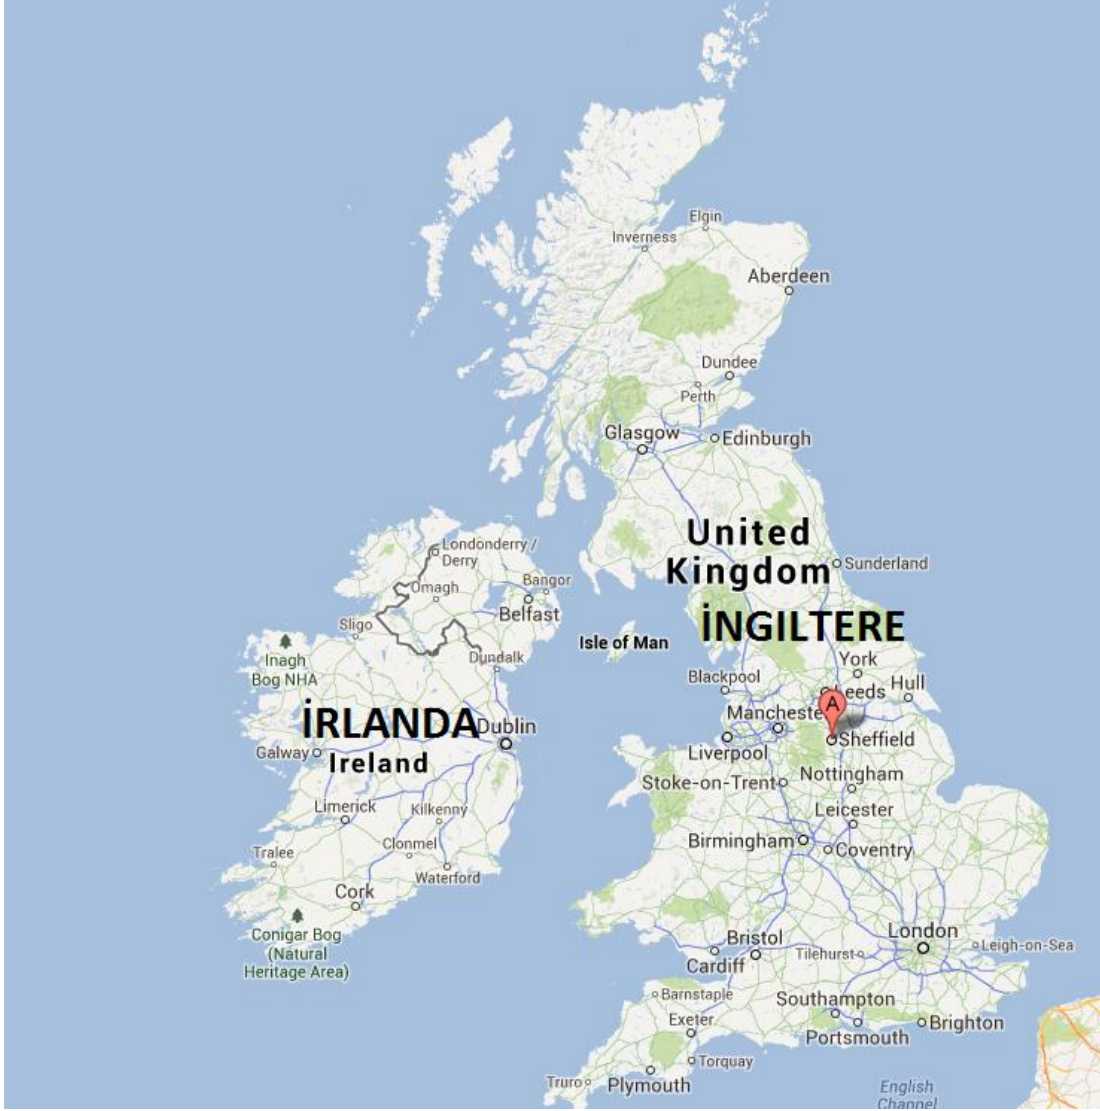 Elgin
Inverness
Aberdeen
Dundee
Perth
Glasgow
Edinburgh
United
Kingdom
Londonderry /
Derry
Sunderland
Bangor
Omagh
Belfast
İNGİLTERE
Sligo
Isle of Man
Inagh
Bog NHA
Dundalk
York
Blackpool
Leeds
Hull
A
İRLANDA
Dublin
Manchester
Sheffield
Galway
Liverpool
Ireland
Stoke-on-Trent
Nottingham
Limerick
Kilkenny
Leicester
Birmingham
Clonmel
Coventry
Tralee
Waterford
Cork
Conigar Bog
(Natural
Heritage Area)
London
Bristol
Leigh-on-Sea
Tilehurst
Cardiff
Barnstaple
Southampton
Exeter
Brighton
Portsmouth
Torquay
Truro
Plymouth
English
Channel